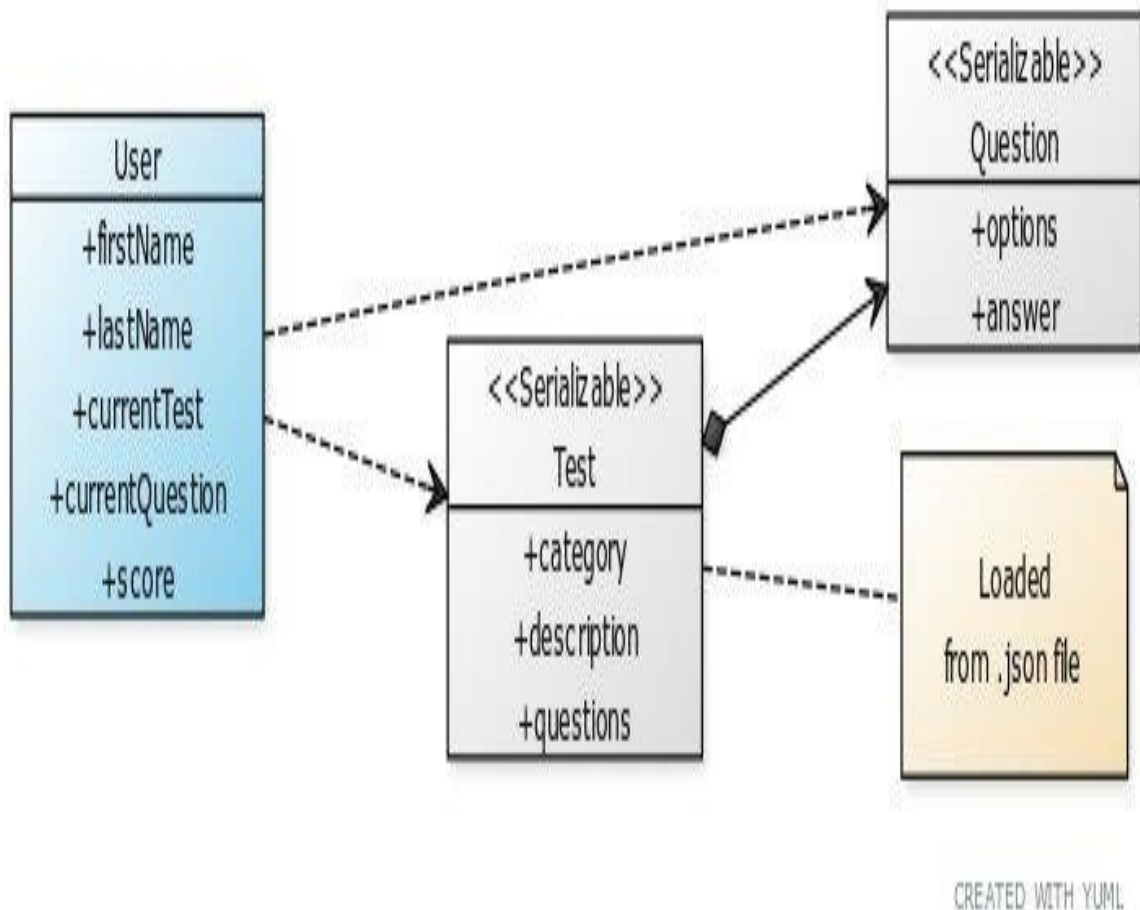 User
+firstName
+lastName
+currentTest
+currentQuestion
+score
<<Serializable>>
Test
+category
+description
+questions
<<Serializable>>
Question
+options
+answer
Loaded
from .json file
CREATED WITH YUML